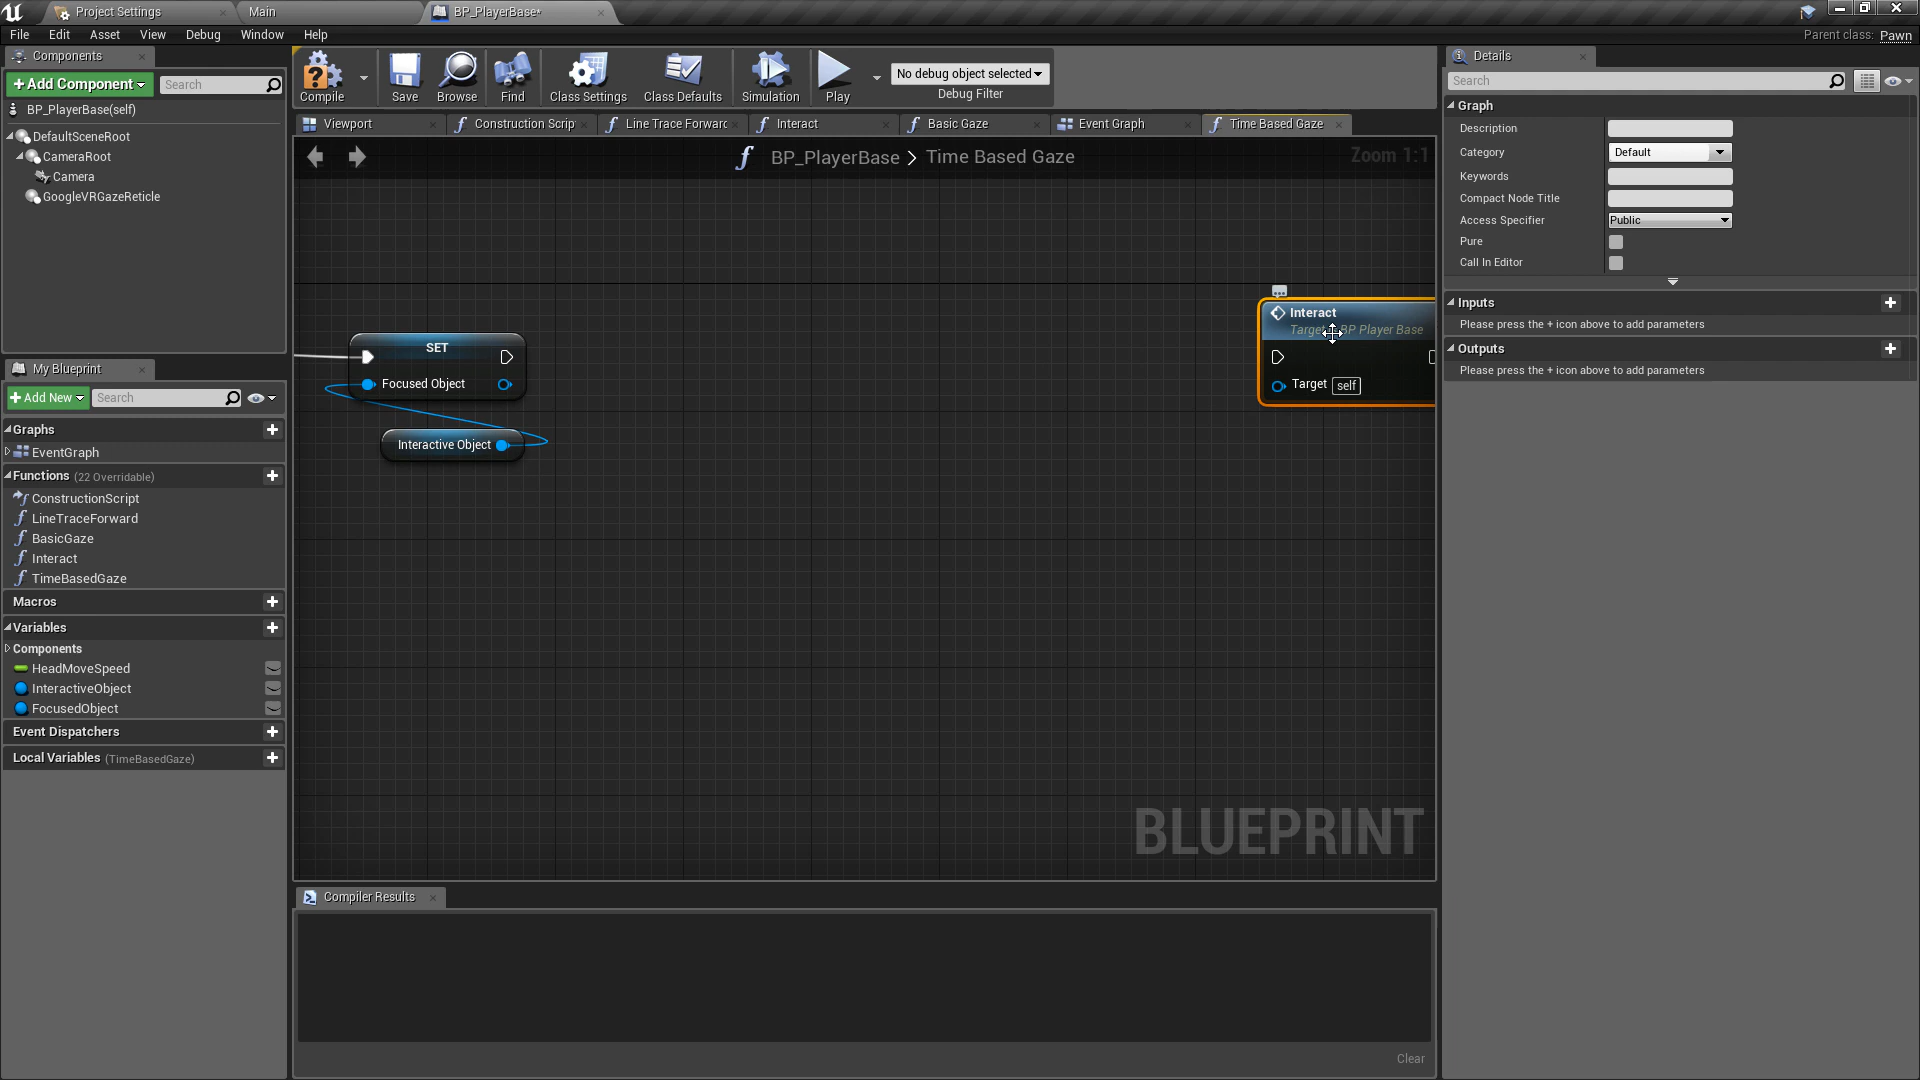 Project Settings
Main
BP_PlayerBase*
File Edit Asset View Debug Window Help
Parent class: Pawn
Components
+Add Component
Search
BP_PlayerBase(self)
DefaultSceneRoot
CameraRoot
Camera
GoogleVRGazeReticle
Compile
Save
Browse
Find
Class Settings
Class Defaults
Simulation
Play
No debug object selected
Debug Filter
Viewport
Construction Scrip
Line Trace Forward
Interact
Basic Gaze
Event Graph
Time Based Gaze
BP_PlayerBase > Time Based Gaze
Zoom 1:1
SET
Focused Object
Interactive Object
Interact
BP Player Base
Target self
BLUEPRINT
My Blueprint
+Add New
Search
Graphs
EventGraph
Functions (22 Overridable)
ConstructionScript
LineTraceForward
BasicGaze
Interact
TimeBasedGaze
Macros
Variables
Components
HeadMoveSpeed
InteractiveObject
FocusedObject
Event Dispatchers
Local Variables (TimeBasedGaze)
Compiler Results
Clear
Details
Search
Graph
Description
Category Default
Keywords
Compact Node Title
Access Specifier Public
Pure
Call In Editor
Inputs
Please press the + icon above to add parameters
Outputs
Please press the + icon above to add parameters